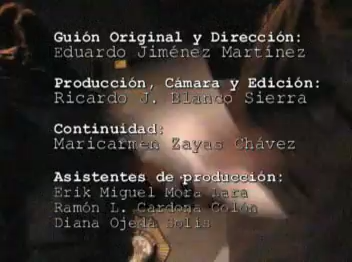 Guión Original y Dirección:
Eduardo Jiménez Martínez
Producción, Cámara y Edición:
Ricardo J. Blanco Sierra
Continuidad:
Maricarmen Zayas Chávez
Asistentes de producción:
Erik Miguel Mora Lara
Ramón L. Cardona Colón
Diana Ojeda Solis